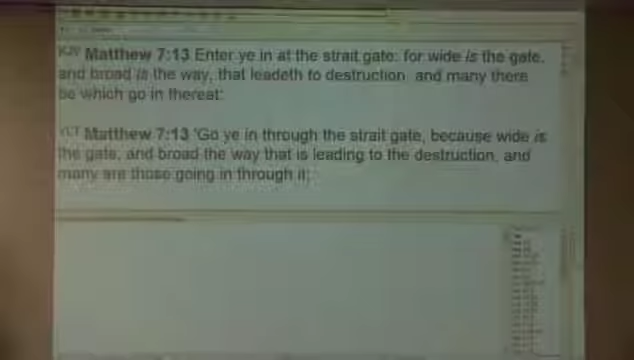 KJV Matthew 7:13 Enter ye in at the strait gate: for wide is the gate,
and broad is the way, that leadeth to destruction, and many there
be which go in thereat:
YLT Matthew 7:13 'Go ye in through the strait gate, because wide is
the gate, and broad the way that is leading to the destruction, and
many are those going in through it;